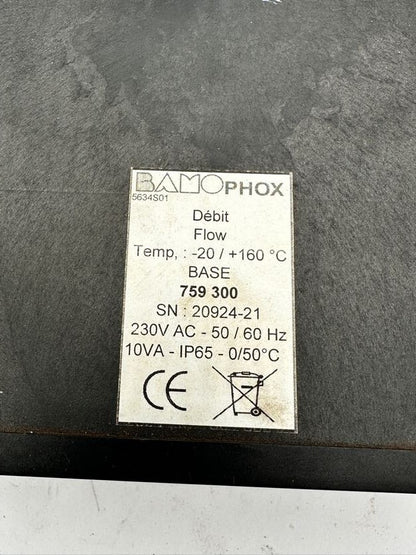 BAMOPHOX
5634S01
Débit
Flow
Temp, : -20 / +160 °C
BASE
759 300
SN : 20924-21
230V AC - 50 / 60 Hz
10VA - IP65 - 0/50°C
CE